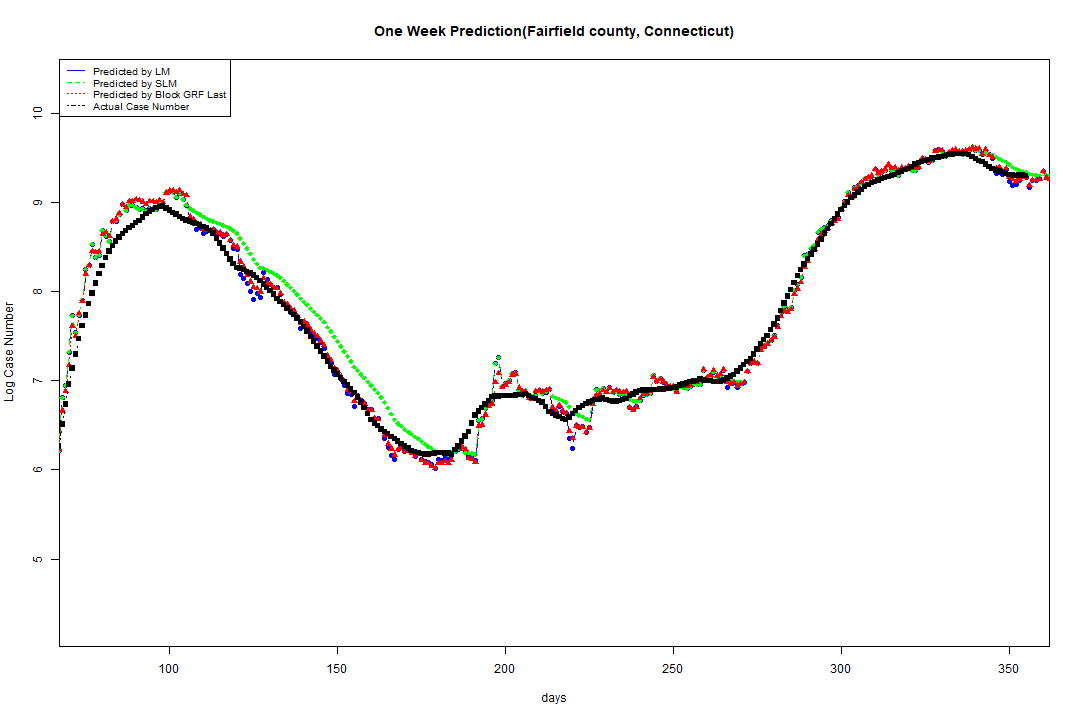 One Week Prediction(Fairfield county, Connecticut)
Predicted by LM
Predicted by SLM
Predicted by Block GRF Last
Actual Case Number
10
9
8
7
6
5
Log Case Number
100 150 200 250 300 350
days